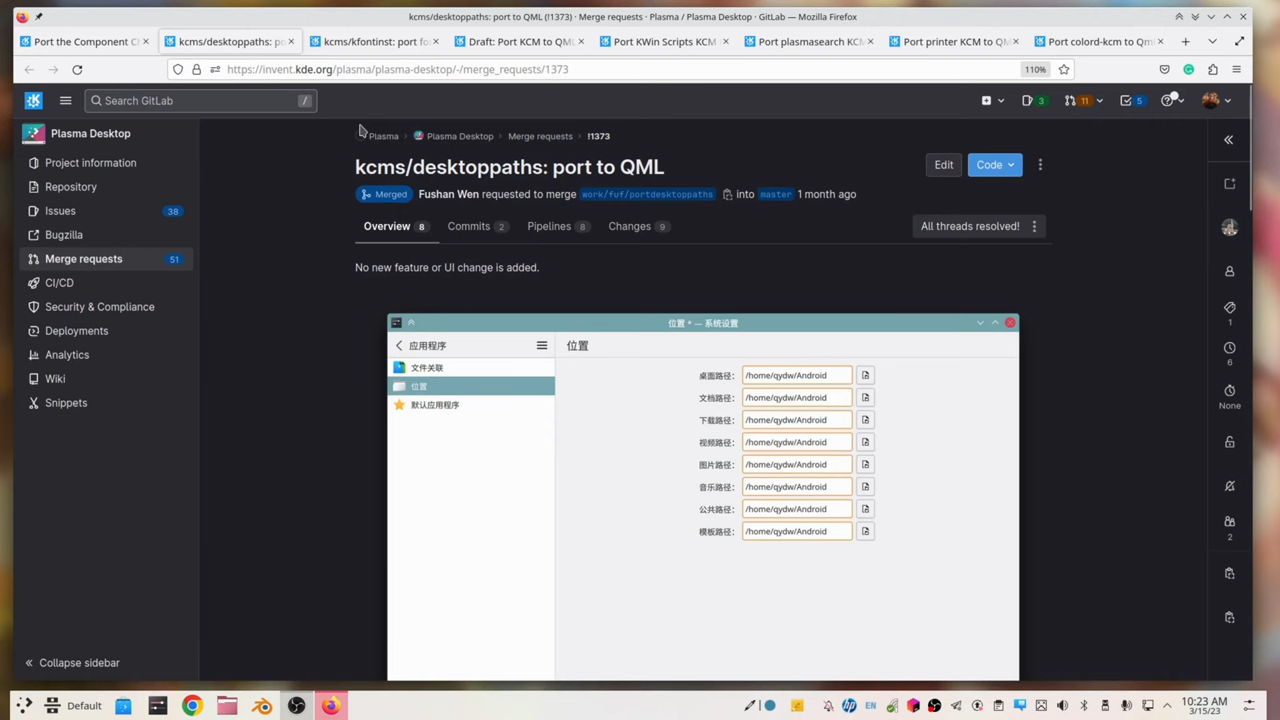 kcms/desktoppaths: port to QML (!1373) · Merge requests · Plasma / Plasma Desktop · GitLab — Mozilla Firefox
Port the Component C
kcms/desktoppaths: p
kcms/kfontinst: port fo
Draft: Port KCM to QML
Port KWin Scripts KCM
Port plasmasearch KCM
Port printer KCM to QM
Port colord-kcm to Qml
https://invent.kde.org/plasma/plasma-desktop/-/merge_requests/1373
110%
Search GitLab
/
3
11
5
Plasma Desktop
Project information
Repository
Issues 38
Bugzilla
Merge requests 51
CI/CD
Security & Compliance
Deployments
Analytics
Wiki
Snippets
Collapse sidebar
Plasma › Plasma Desktop › Merge requests › !1373
kcms/desktoppaths: port to QML
Edit
Code
Merged Fushan Wen requested to merge work/fuf/portdesktoppaths into master 1 month ago
Overview 8
Commits 2
Pipelines 8
Changes 9
All threads resolved!
No new feature or UI change is added.
位置 * — 系统设置
应用程序
位置
文件关联
位置
默认应用程序
桌面路径： /home/qydw/Android
文档路径： /home/qydw/Android
下载路径： /home/qydw/Android
视频路径： /home/qydw/Android
图片路径： /home/qydw/Android
音乐路径： /home/qydw/Android
公共路径： /home/qydw/Android
模板路径： /home/qydw/Android
1
6
None
2
Default
EN
10:23 AM
3/15/23